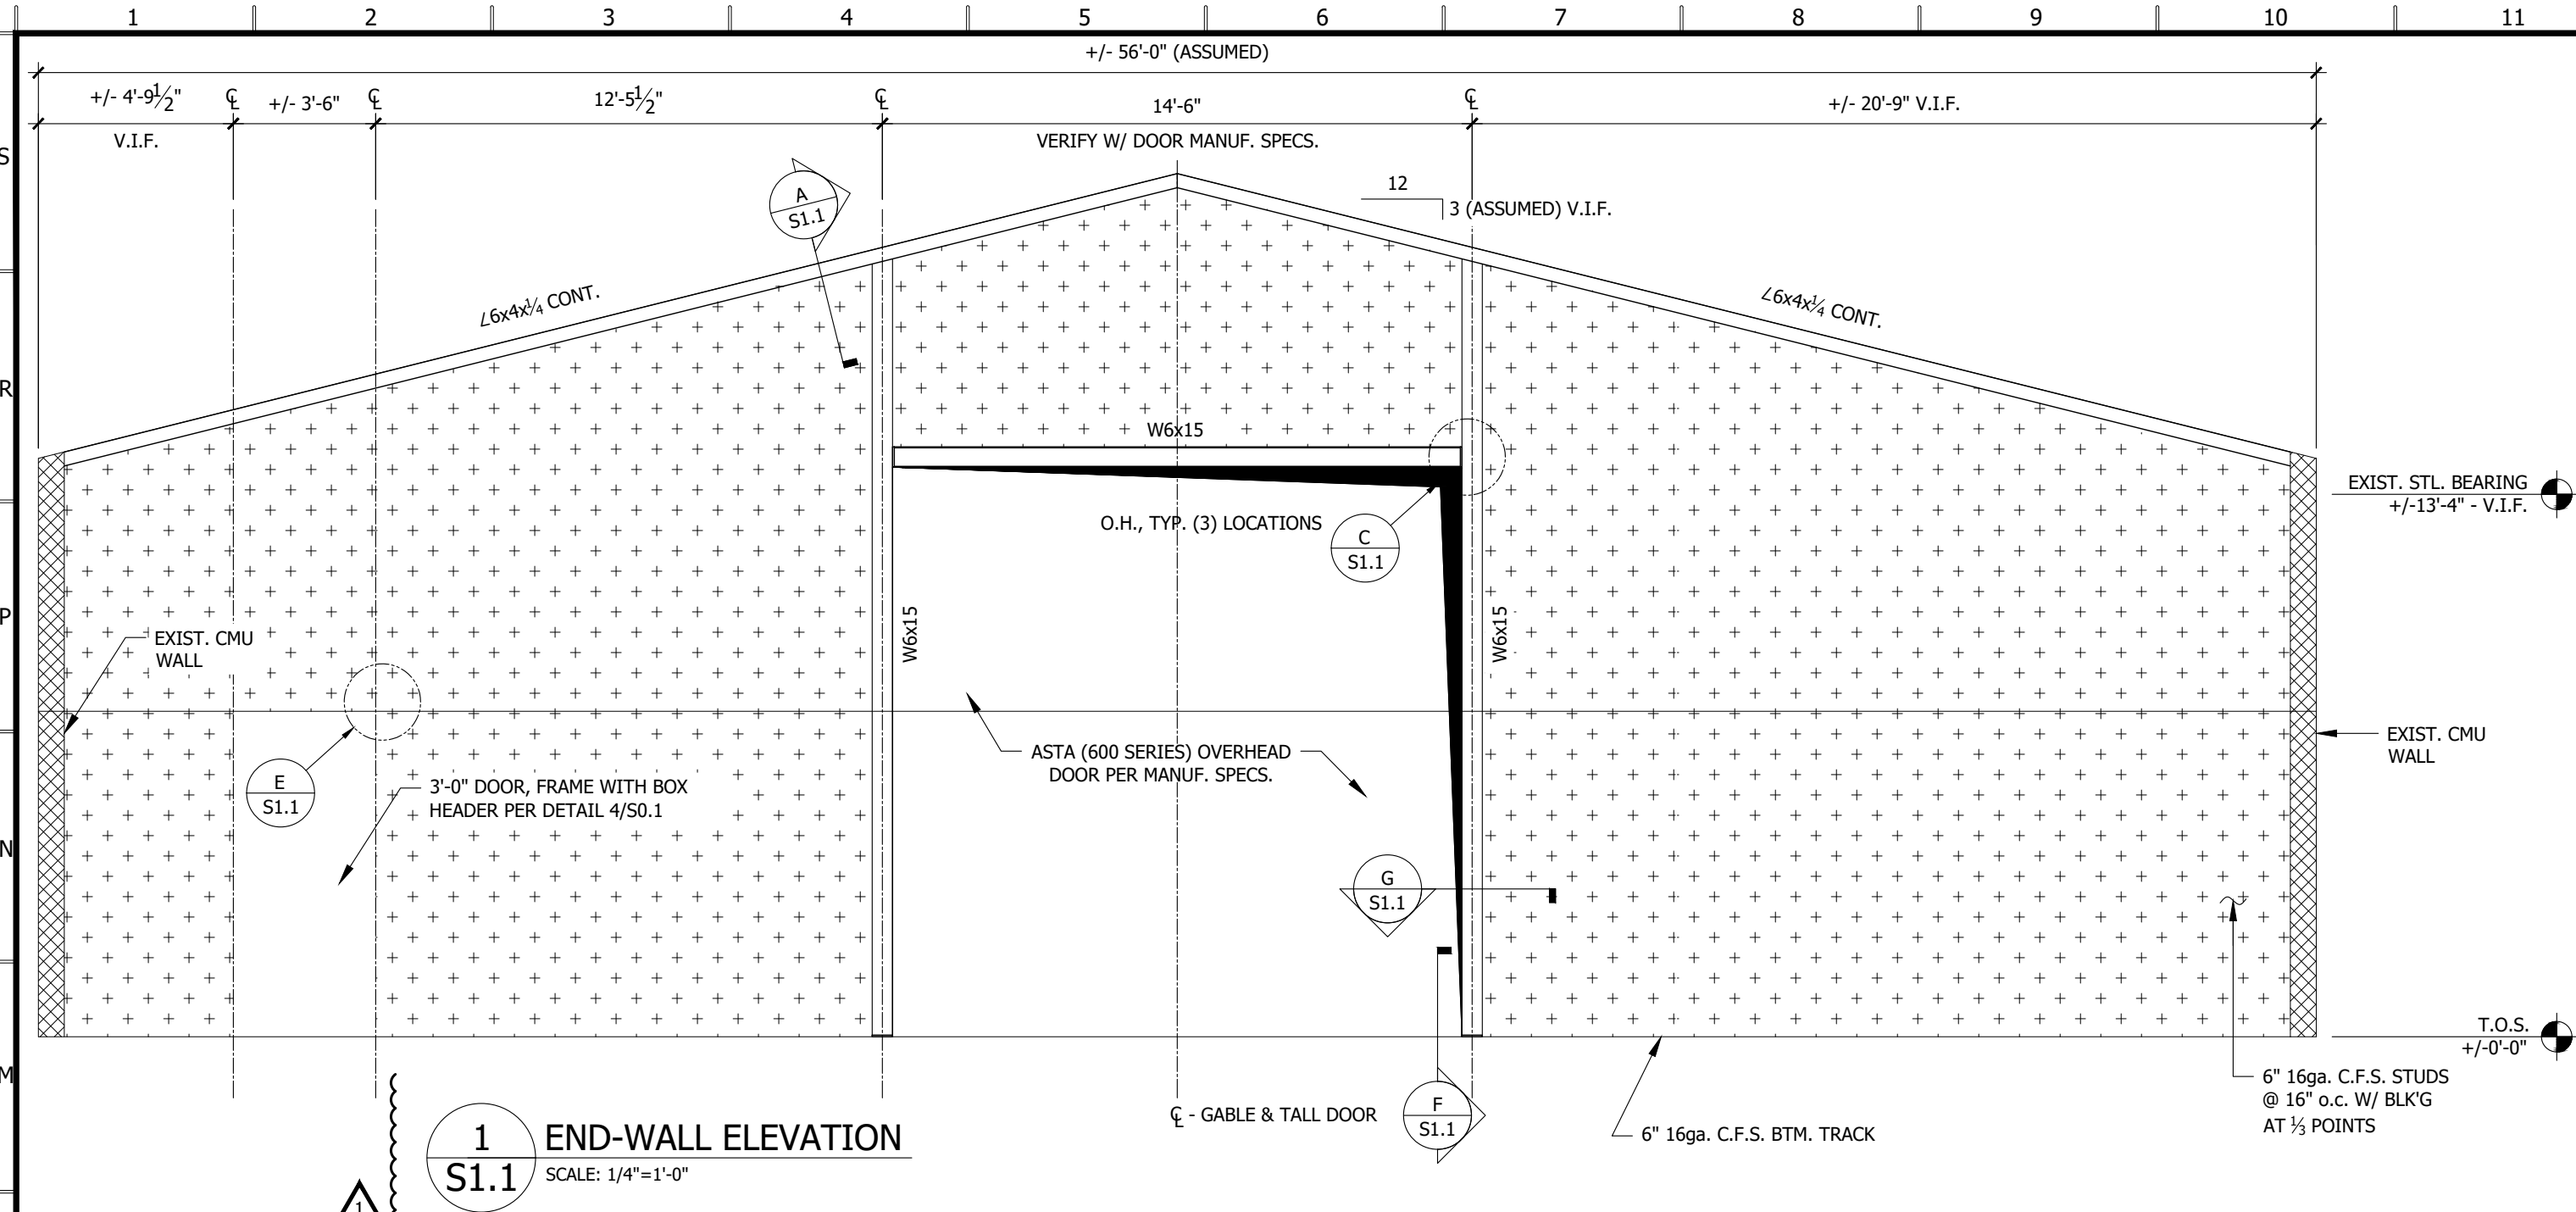 1 2 3 4 5 6 7 8 9 10 11
+/- 56'-0" (ASSUMED)
+/- 4'-9 1/2" ℄ +/- 3'-6" ℄ 12'-5 1/2" ℄ 14'-6" ℄ +/- 20'-9" V.I.F.
V.I.F.
VERIFY W/ DOOR MANUF. SPECS.
S
A
S1.1
12
3 (ASSUMED) V.I.F.
∠6x4x1/4 CONT.
∠6x4x1/4 CONT.
R
W6x15
EXIST. STL. BEARING
+/-13'-4" - V.I.F.
O.H., TYP. (3) LOCATIONS
C
S1.1
P
EXIST. CMU
WALL
W6x15
W6x15
E
S1.1
3'-0" DOOR, FRAME WITH BOX
HEADER PER DETAIL 4/S0.1
ASTA (600 SERIES) OVERHEAD
DOOR PER MANUF. SPECS.
EXIST. CMU
WALL
N
G
S1.1
M
T.O.S.
+/-0'-0"
6" 16ga. C.F.S. STUDS
@ 16" o.c. W/ BLK'G
AT 1/3 POINTS
℄ - GABLE & TALL DOOR
F
S1.1
6" 16ga. C.F.S. BTM. TRACK
1
S1.1
END-WALL ELEVATION
SCALE: 1/4"=1'-0"
1